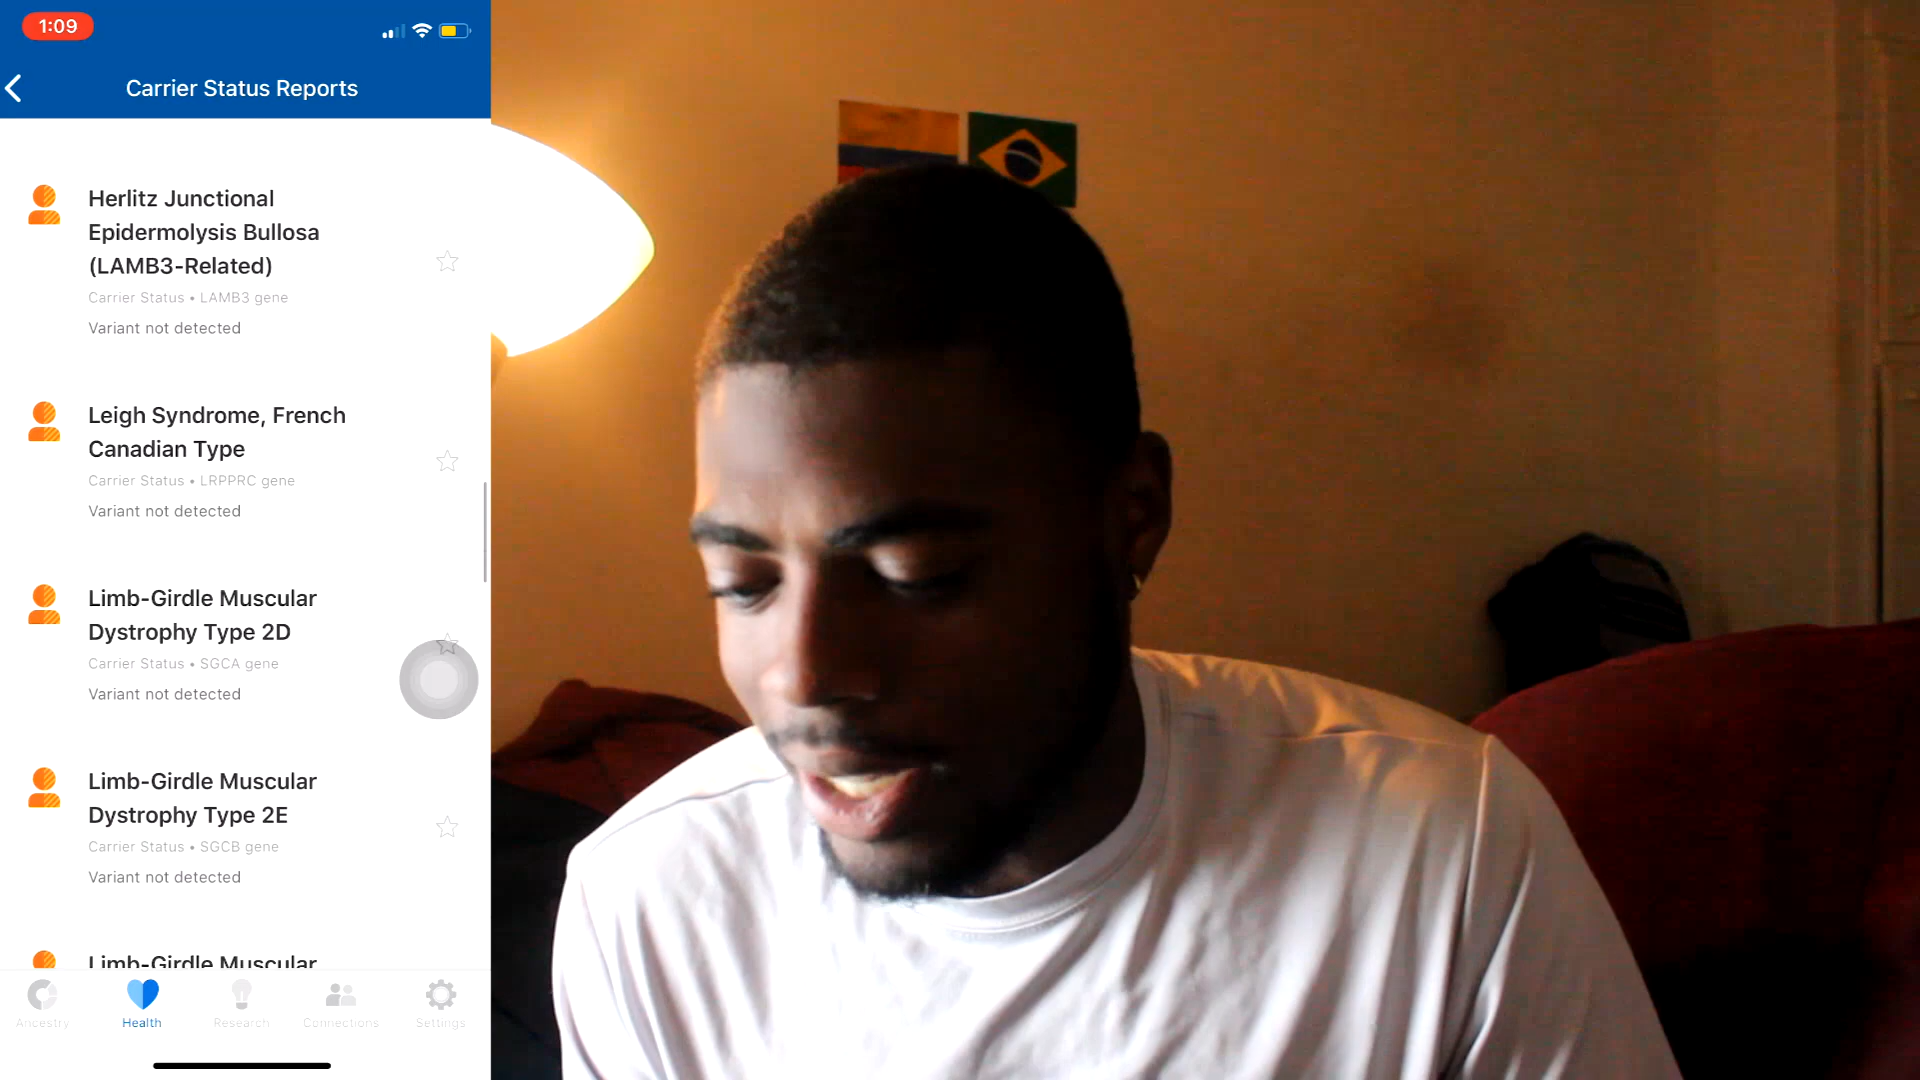 1:09
Carrier Status Reports
Herlitz Junctional
Epidermolysis Bullosa
(LAMB3-Related)
Carrier Status • LAMB3 gene
Variant not detected
Leigh Syndrome, French
Canadian Type
Carrier Status • LRPPRC gene
Variant not detected
Limb-Girdle Muscular
Dystrophy Type 2D
Carrier Status • SGCA gene
Variant not detected
Limb-Girdle Muscular
Dystrophy Type 2E
Carrier Status • SGCB gene
Variant not detected
Limb-Girdle Muscular
Ancestry
Health
Research
Connections
Settings